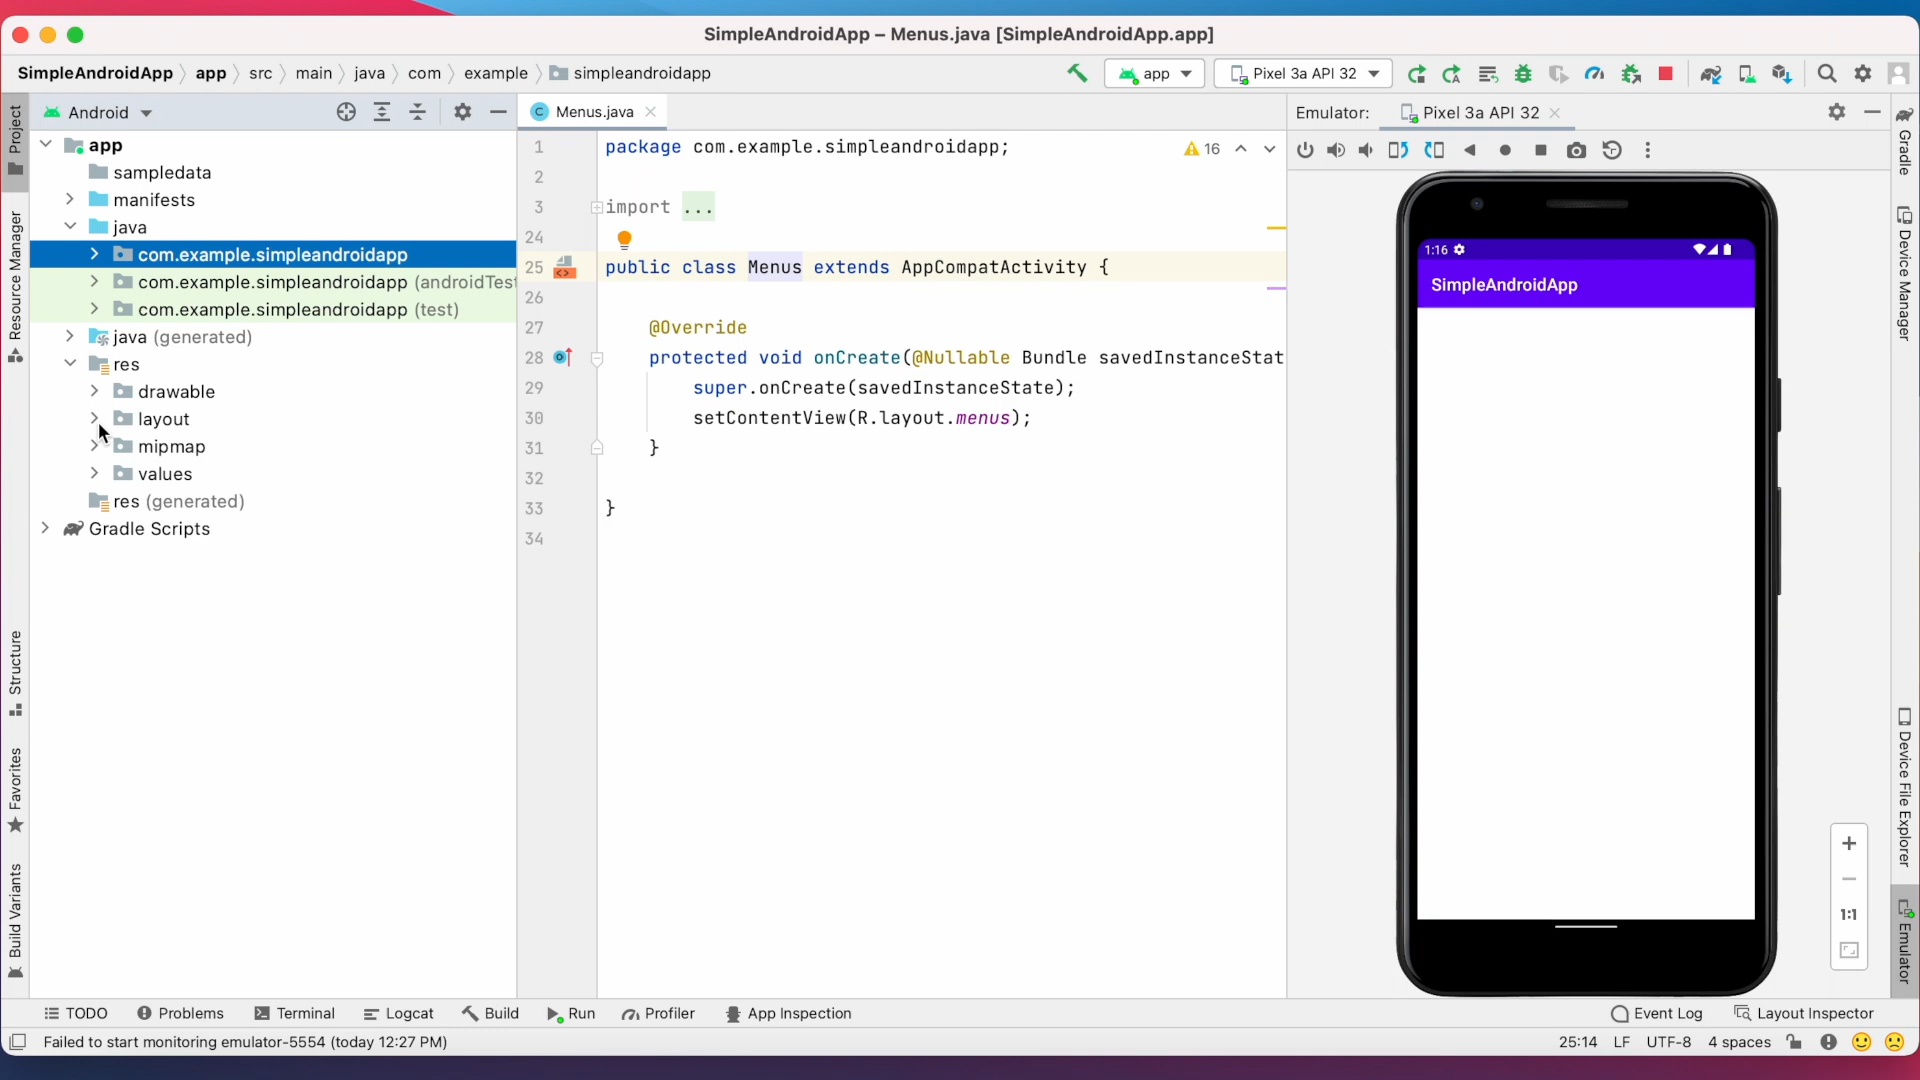 SimpleAndroidApp – Menus.java [SimpleAndroidApp.app]
SimpleAndroidApp app src main java com example simpleandroidapp
app Pixel 3a API 32
Project
Resource Manager
Structure
Favorites
Build Variants
Android
app
sampledata
manifests
java
com.example.simpleandroidapp
com.example.simpleandroidapp (androidTest
com.example.simpleandroidapp (test)
java (generated)
res
drawable
layout
mipmap
values
res (generated)
Gradle Scripts
Menus.java
16
1 package com.example.simpleandroidapp;
2
3 import ...
24
25 public class Menus extends AppCompatActivity {
26
27 @Override
28 protected void onCreate(@Nullable Bundle savedInstanceStat
29 super.onCreate(savedInstanceState);
30 setContentView(R.layout.menus);
31 }
32
33 }
34
Emulator: Pixel 3a API 32
1:16
SimpleAndroidApp
1:1
Gradle
Device Manager
Device File Explorer
Emulator
TODO Problems Terminal Logcat Build Run Profiler App Inspection Event Log Layout Inspector
Failed to start monitoring emulator-5554 (today 12:27 PM) 25:14 LF UTF-8 4 spaces